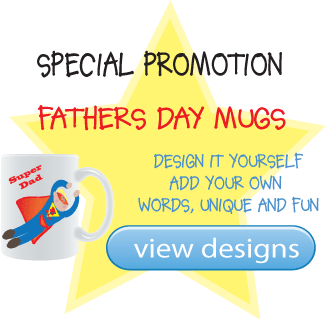 SPECIAL PROMOTION
FATHERS DAY MUGS
Super
Dad
DESIGN IT YOURSELF
ADD YOUR OWN
WORDS, UNIQUE AND FUN
view designs